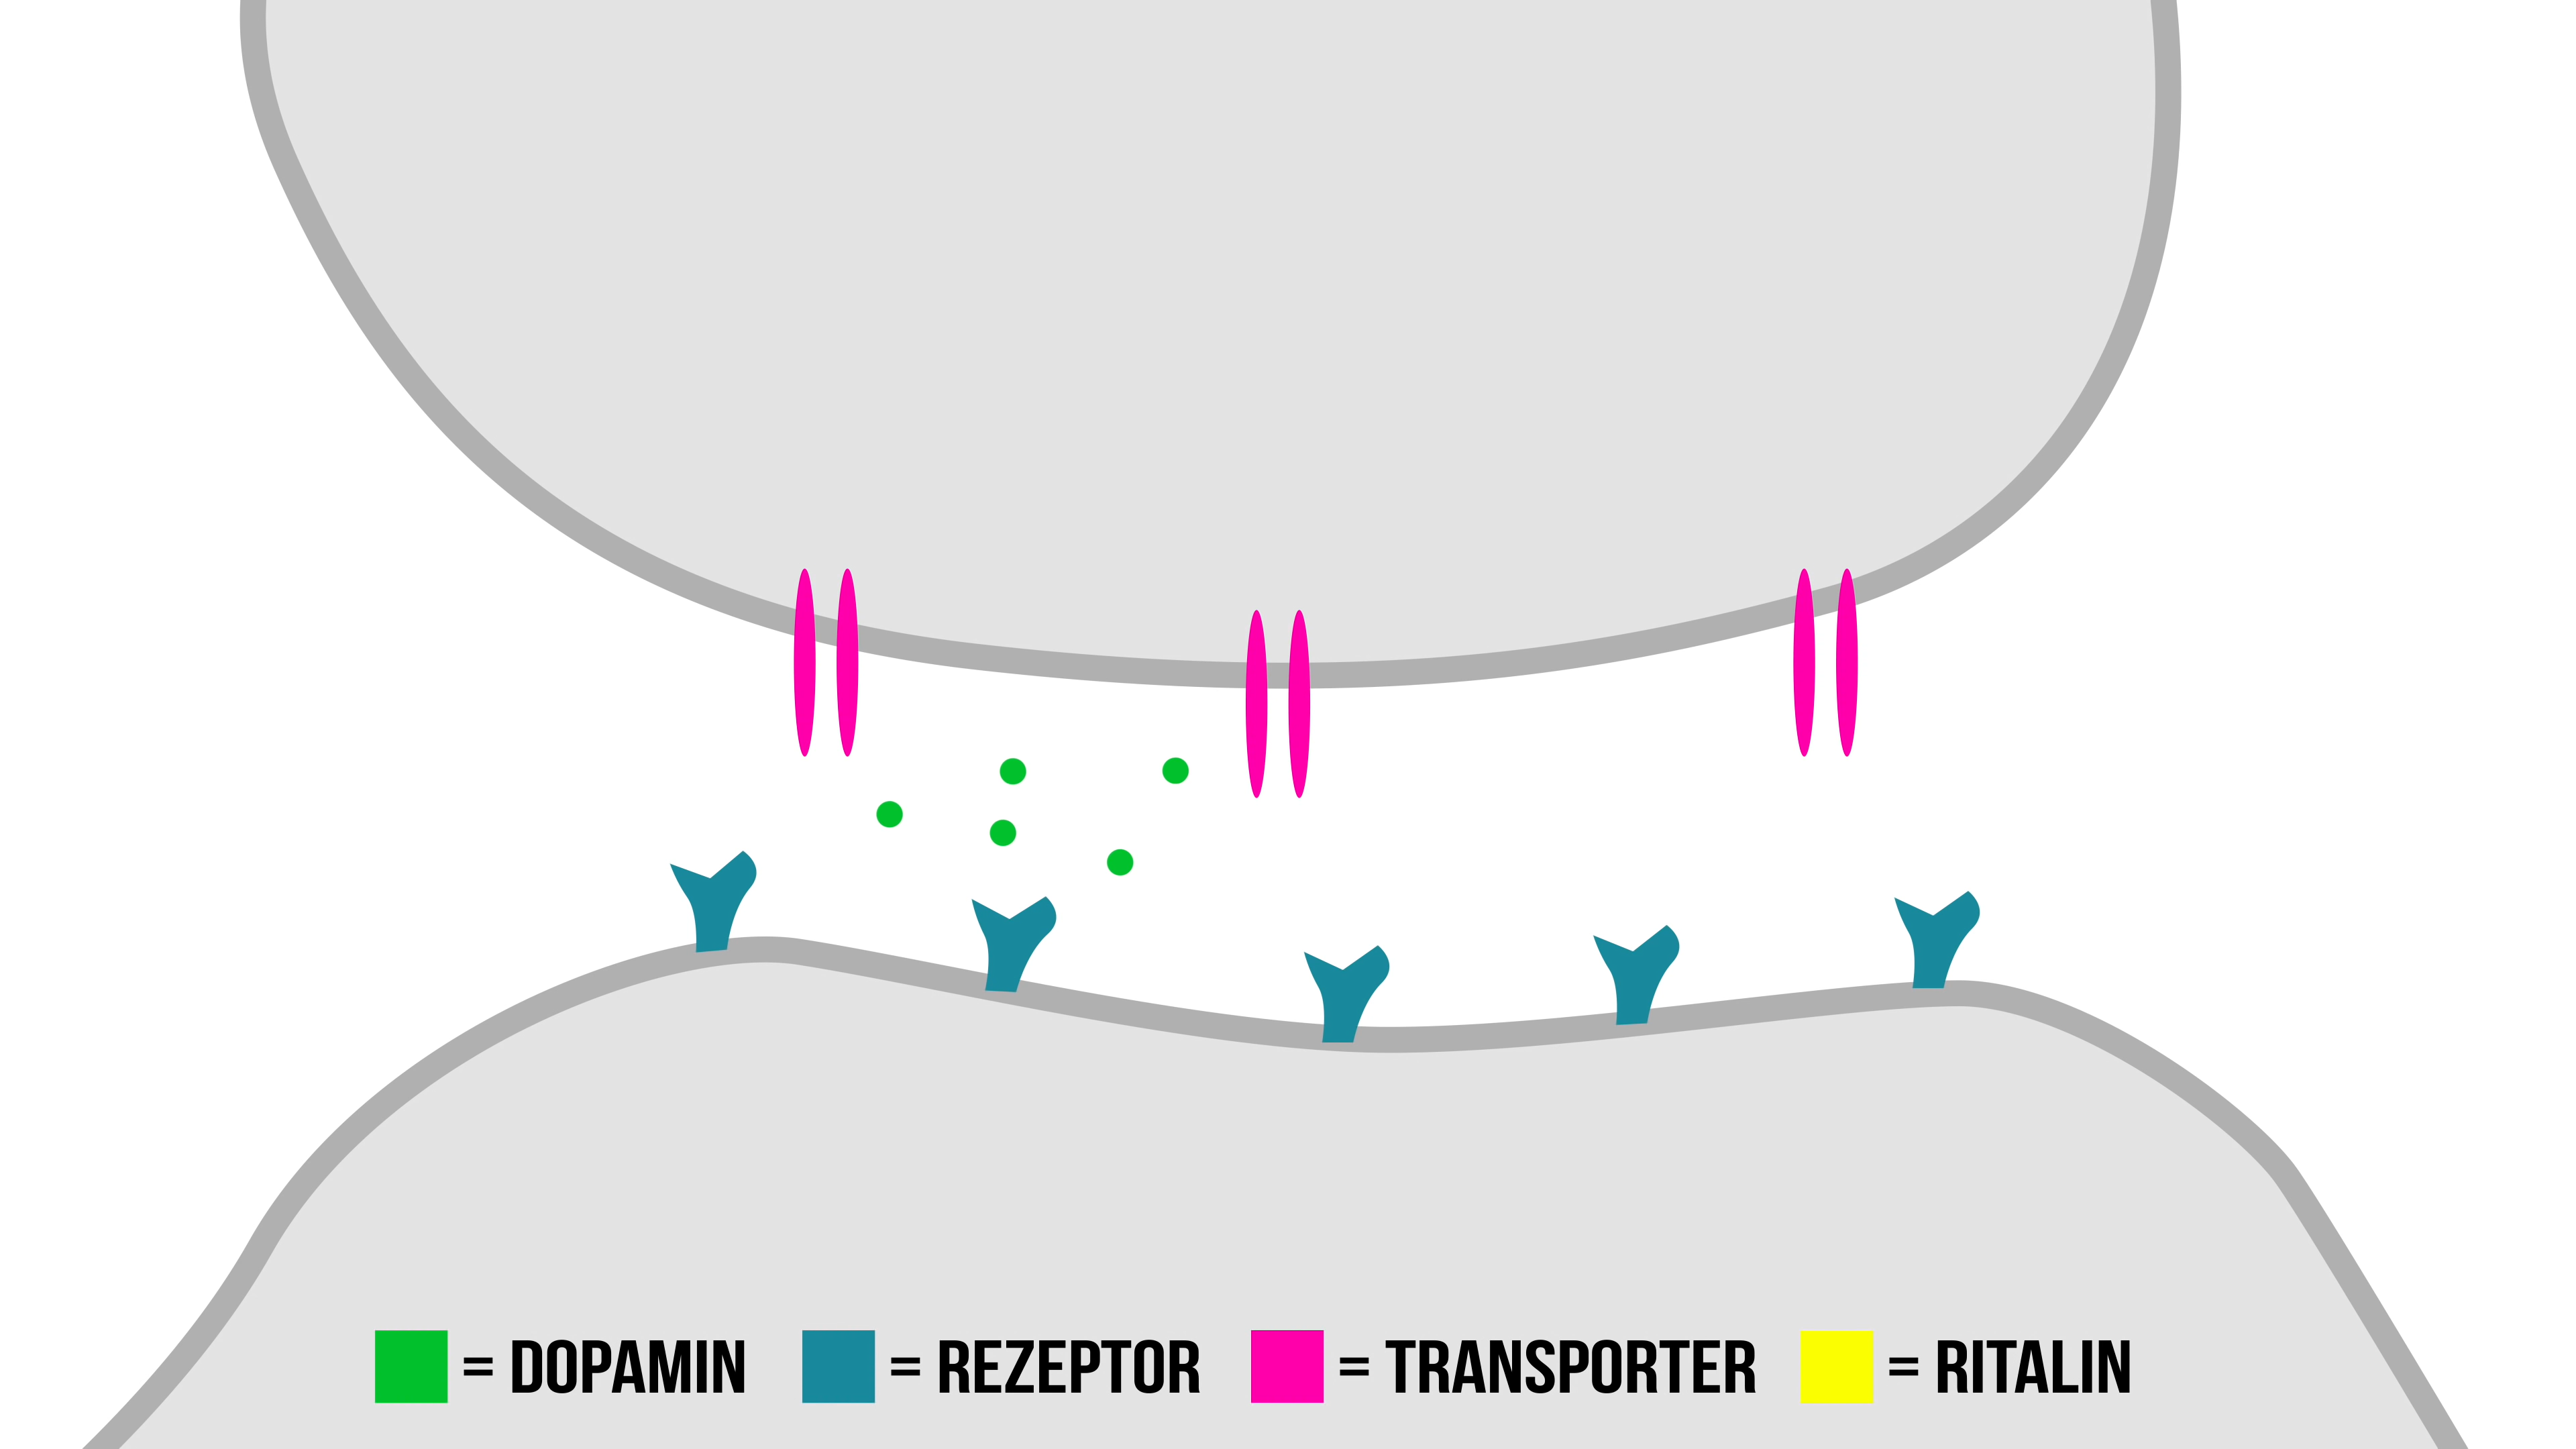 = DOPAMIN = REZEPTOR = TRANSPORTER = RITALIN